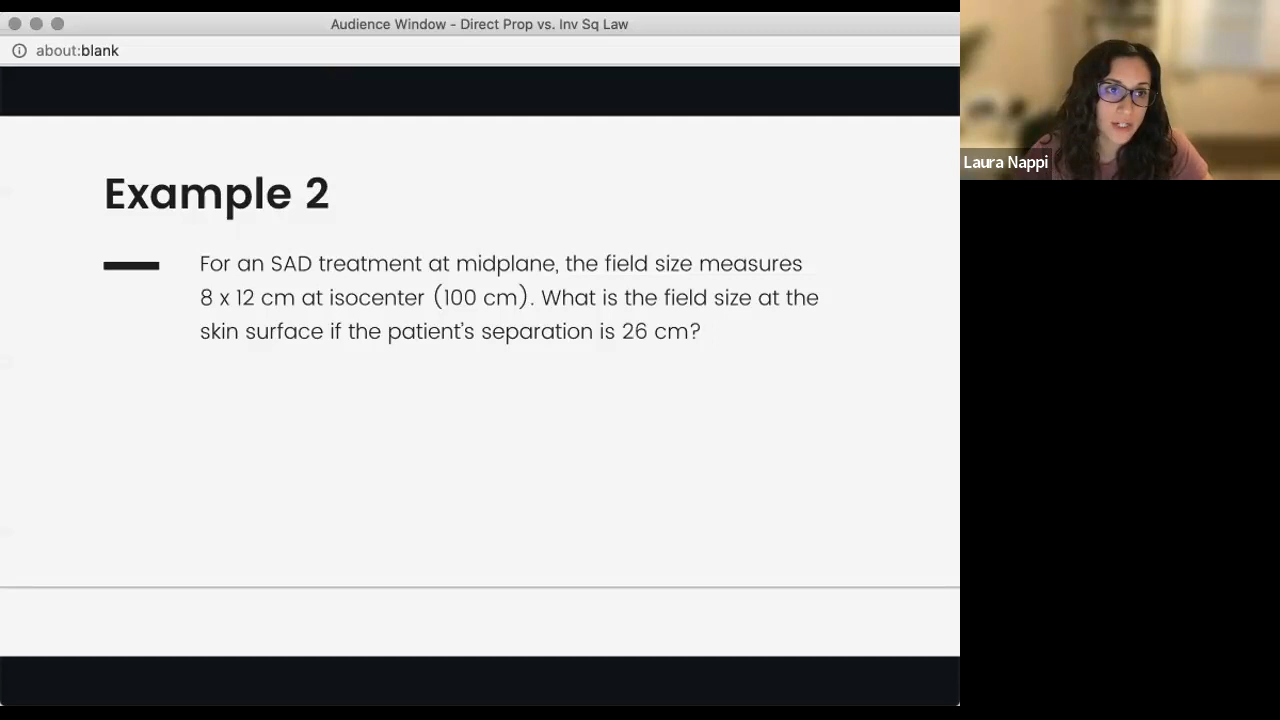 Audience Window - Direct Prop vs. Inv Sq Law
about:blank
Laura Nappi
Example 2
For an SAD treatment at midplane, the field size measures
8 x 12 cm at isocenter (100 cm). What is the field size at the
skin surface if the patient's separation is 26 cm?